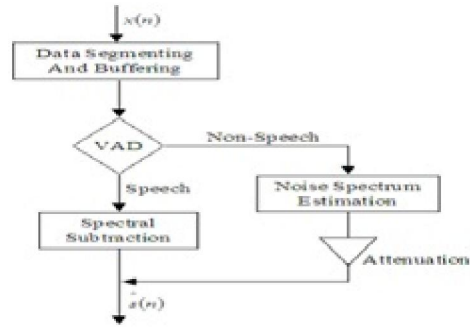 x(n)
Data Segmenting
And Buffering
VAD
Non-Speech
Speech
Noise Spectrum
Estimation
Spectral
Subtraction
Attenuation
ŝ(n)